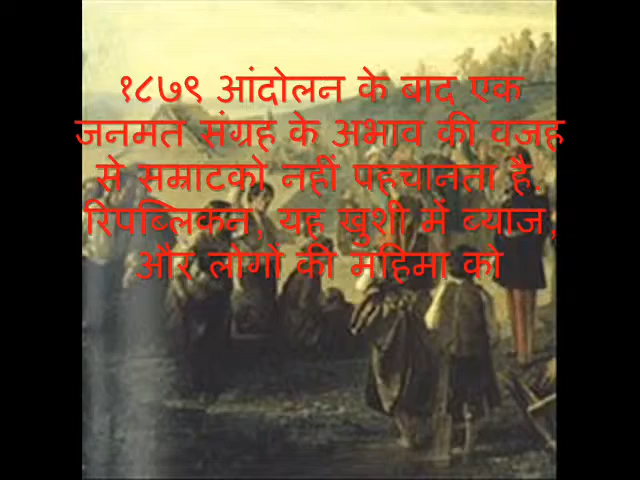 १८७९ आंदोलन के बाद एक
जनमत संग्रह के अभाव की वजह
से सम्राटको नहीं पहचानता है.
रिपब्लिकन, यह खुशी में ब्याज,
और लोगों की महिमा को